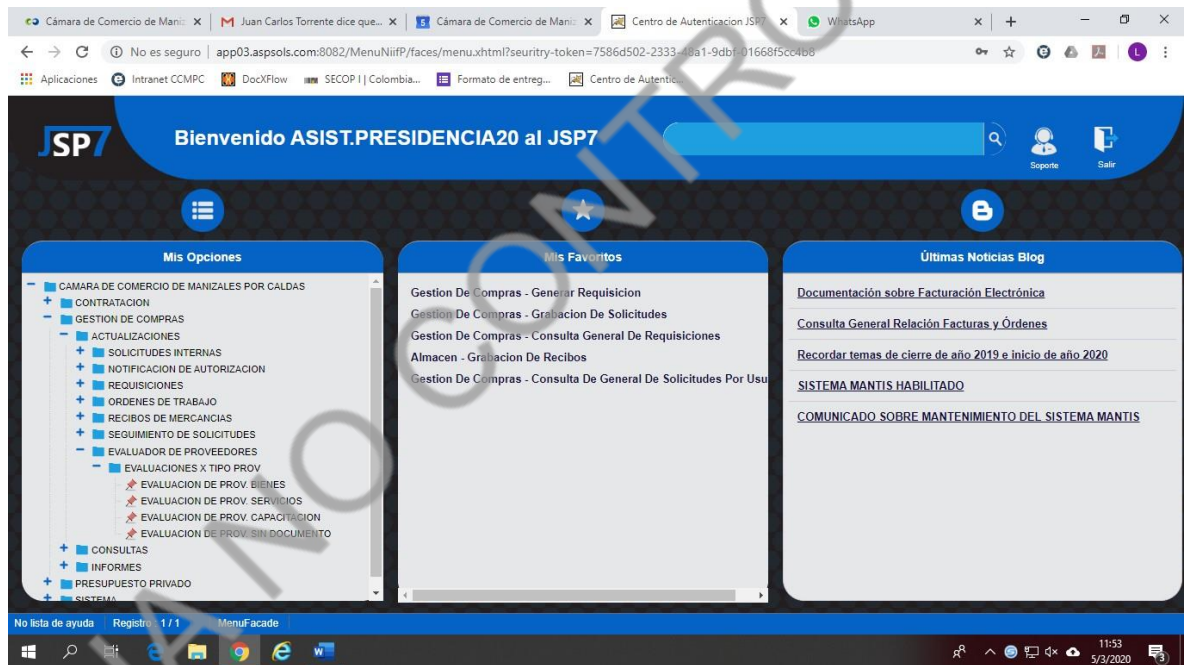 Cámara de Comercio de Maniz
Juan Carlos Torrente dice que...
Cámara de Comercio de Maniz
Centro de Autenticacion JSP7
WhatsApp
No es seguro | app03.aspsols.com:8082/MenuNiifP/faces/menu.xhtml?seuritry-token=7586d502-2333-48a1-9dbf-01668f5cc4b8
Aplicaciones Intranet CCMPC DocXFlow SECOP I | Colombia... Formato de entreg... Centro de Autentic...
JSP7
Bienvenido ASIST.PRESIDENCIA20 al JSP7
Soporte
Salir
Mis Opciones
CAMARA DE COMERCIO DE MANIZALES POR CALDAS
CONTRATACION
GESTION DE COMPRAS
ACTUALIZACIONES
SOLICITUDES INTERNAS
NOTIFICACION DE AUTORIZACION
REQUISICIONES
ORDENES DE TRABAJO
RECIBOS DE MERCANCIAS
SEGUIMIENTO DE SOLICITUDES
EVALUADOR DE PROVEEDORES
EVALUACIONES X TIPO PROV
EVALUACION DE PROV. BIENES
EVALUACION DE PROV. SERVICIOS
EVALUACION DE PROV. CAPACITACION
EVALUACION DE PROV. SIN DOCUMENTO
CONSULTAS
INFORMES
PRESUPUESTO PRIVADO
SISTEMA
Mis Favoritos
Gestion De Compras - Generar Requisicion
Gestion De Compras - Grabacion De Solicitudes
Gestion De Compras - Consulta General De Requisiciones
Almacen - Grabacion De Recibos
Gestion De Compras - Consulta De General De Solicitudes Por Usu
Últimas Noticias Blog
Documentación sobre Facturación Electrónica
Consulta General Relación Facturas y Órdenes
Recordar temas de cierre de año 2019 e inicio de año 2020
SISTEMA MANTIS HABILITADO
COMUNICADO SOBRE MANTENIMIENTO DEL SISTEMA MANTIS
No lista de ayuda Registro : 1 / 1 MenuFacade
11:53
5/3/2020
IANO CONTRO